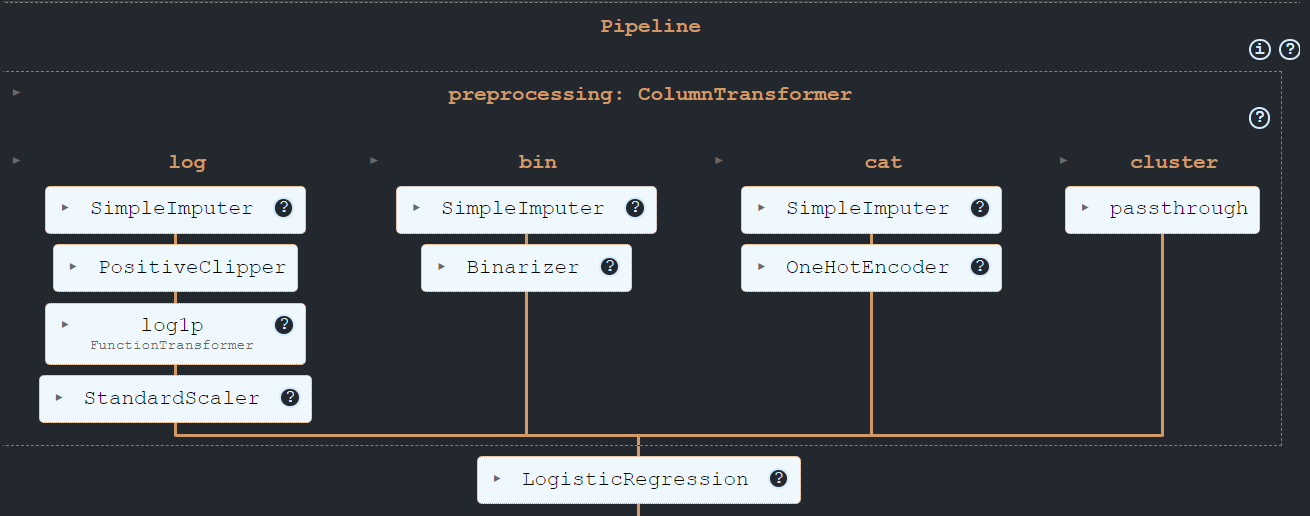 Pipeline
i ?
preprocessing: ColumnTransformer
?
log
SimpleImputer ?
PositiveClipper
log1p ?
FunctionTransformer
StandardScaler ?
bin
SimpleImputer ?
Binarizer ?
cat
SimpleImputer ?
OneHotEncoder ?
cluster
passthrough
LogisticRegression ?